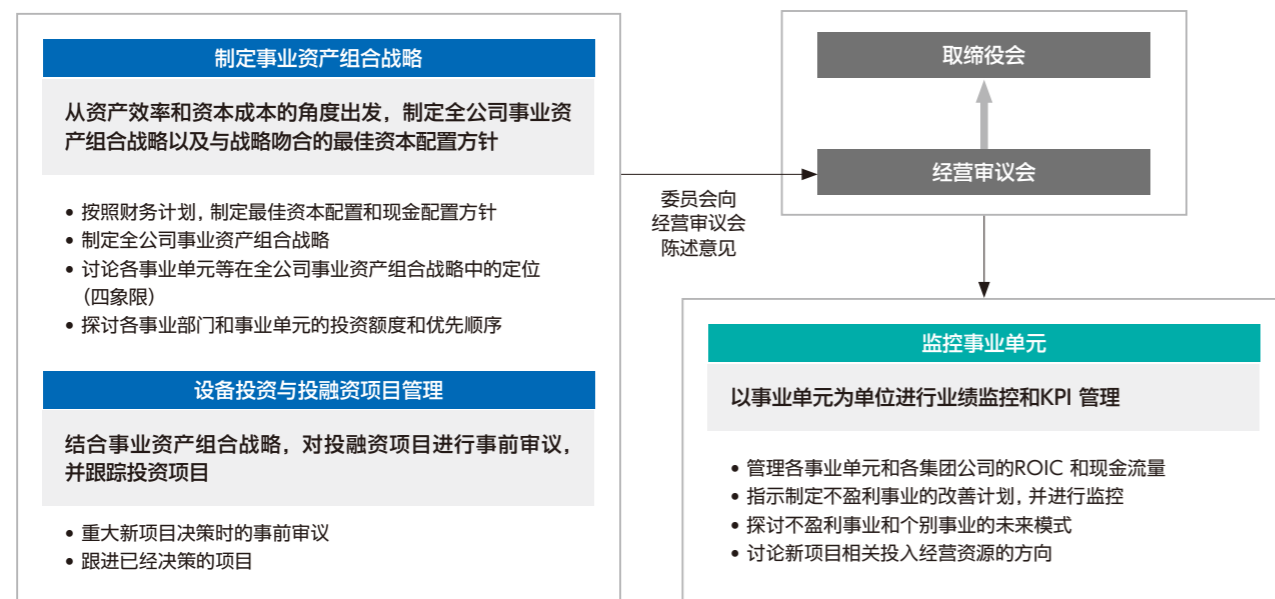 制定事业资产组合战略
从资产效率和资本成本的角度出发，制定全公司事业资
产组合战略以及与战略吻合的最佳资本配置方针
• 按照财务计划，制定最佳资本配置和现金配置方针
• 制定全公司事业资产组合战略
• 讨论各事业单元等在全公司事业资产组合战略中的定位
（四象限）
• 探讨各事业部门和事业单元的投资额度和优先顺序
设备投资与投融资项目管理
结合事业资产组合战略，对投融资项目进行事前审议，
并跟踪投资项目
• 重大新项目决策时的事前审议
• 跟进已经决策的项目
委员会向
经营审议会
陈述意见
取缔役会
经营审议会
监控事业单元
以事业单元为单位进行业绩监控和KPI 管理
• 管理各事业单元和各集团公司的ROIC 和现金流量
• 指示制定不盈利事业的改善计划，并进行监控
• 探讨不盈利事业和个别事业的未来模式
• 讨论新项目相关投入经营资源的方向